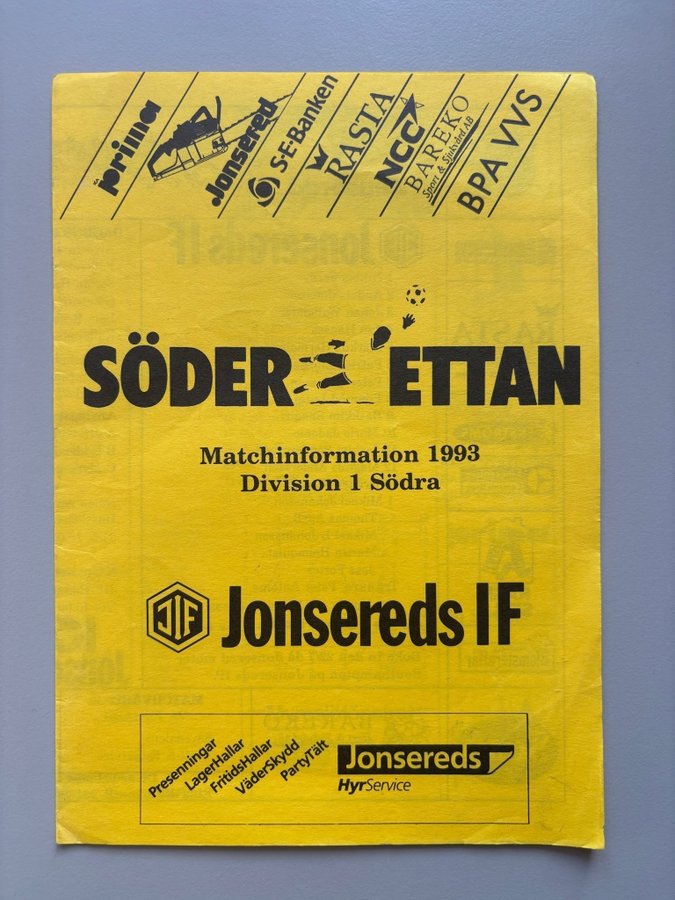 prima
Jonsered
S-E-Banken
RASTA
NCC
BAREKO
Sport & Sjukvård AB
BPA VVS
SÖDER ETTAN
Matchinformation 1993
Division 1 Södra
JIF Jonsereds IF
Presenningar
LagerHallar
FritidsHallar
VäderSkydd
PartyTält
Jonsereds
HyrService